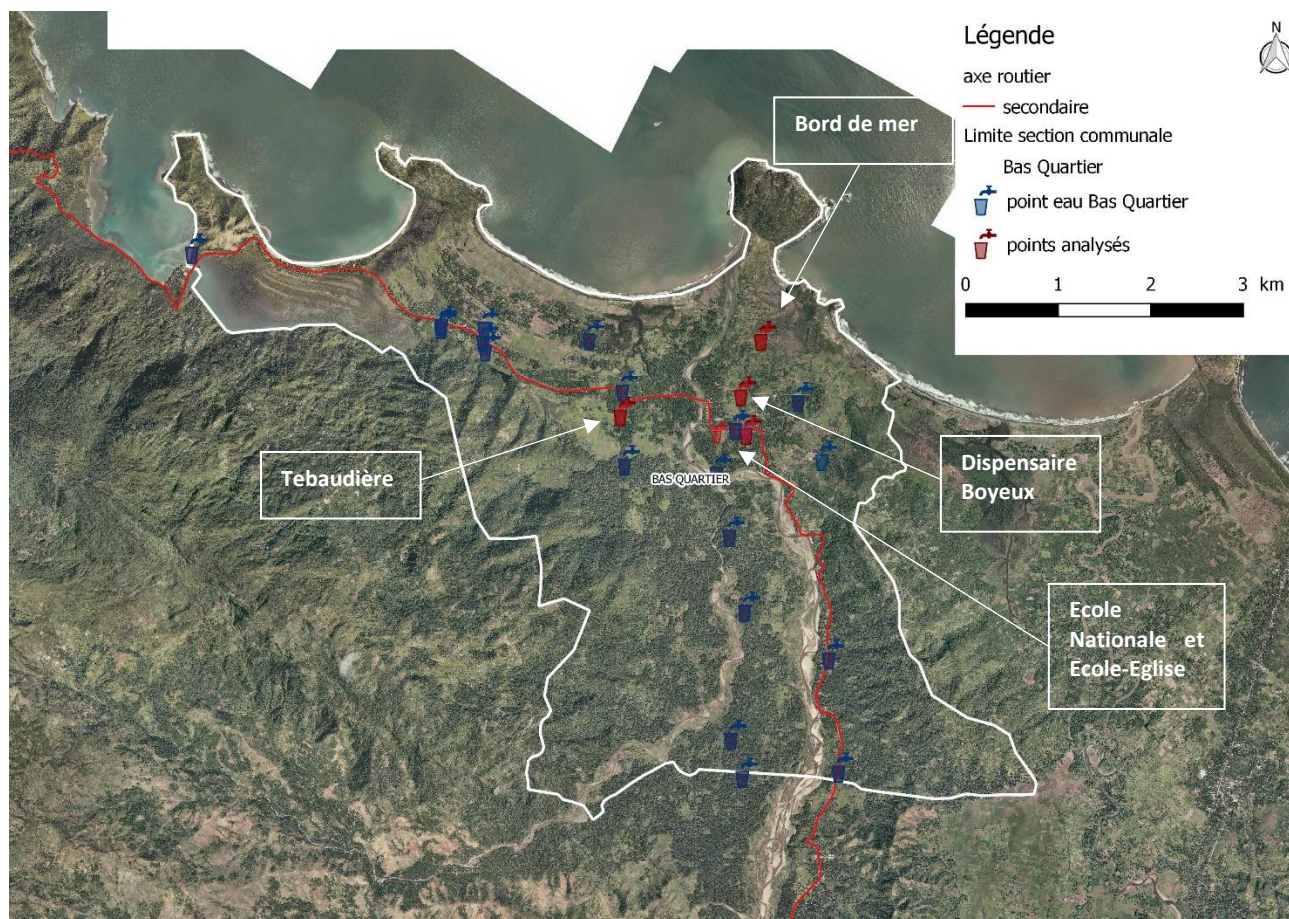 Légende
N
axe routier
secondaire
Limite section communale
Bas Quartier
point eau Bas Quartier
points analysés
0 1 2 3 km
Bord de mer
Tebaudière
BAS QUARTIER
Dispensaire
Boyeux
Ecole
Nationale et
Ecole-Eglise